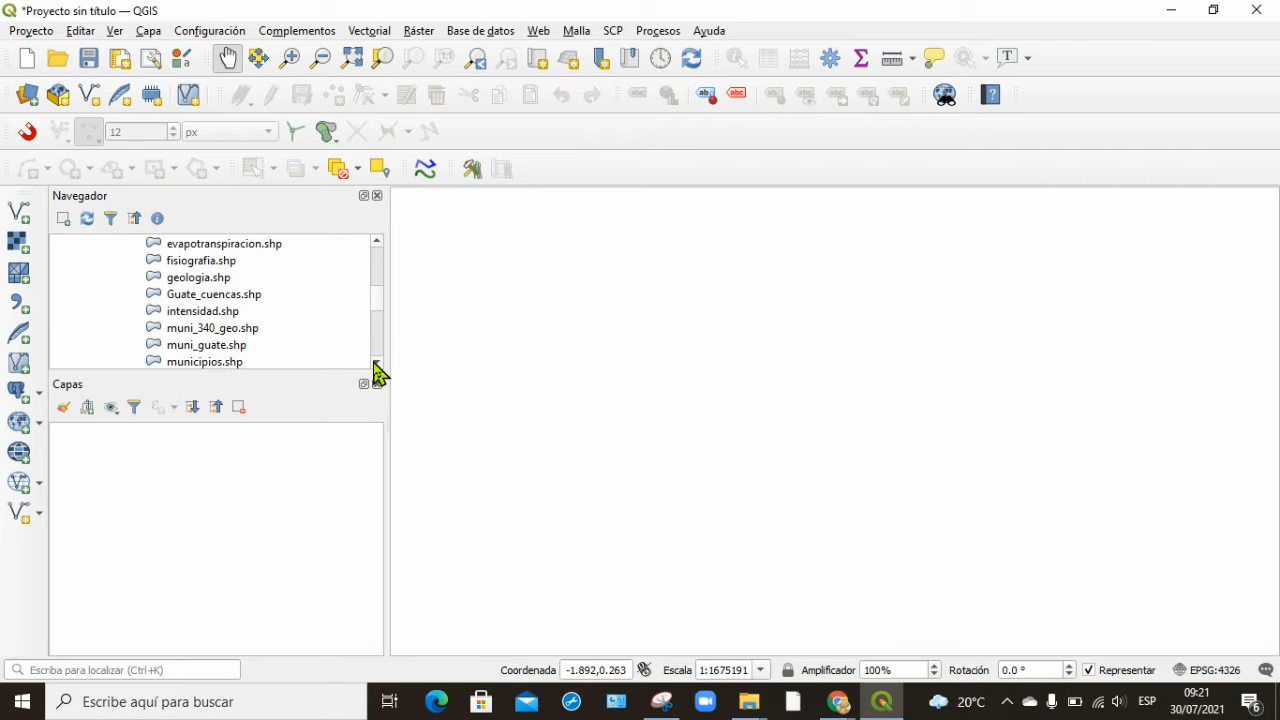 *Proyecto sin título — QGIS
Proyecto Editar Ver Capa Configuración Complementos Vectorial Ráster Base de datos Web Malla SCP Procesos Ayuda
12 px
Navegador
evapotranspiracion.shp
fisiografia.shp
geologia.shp
Guate_cuencas.shp
intensidad.shp
muni_340_geo.shp
muni_guate.shp
municipios.shp
Capas
Escriba para localizar (Ctrl+K) Coordenada -1.892,0.263 Escala 1:1675191 Amplificador 100% Rotación 0.0 ° Representar EPSG:4326
Escribe aquí para buscar 20°C ESP 09:21
30/07/2021 6